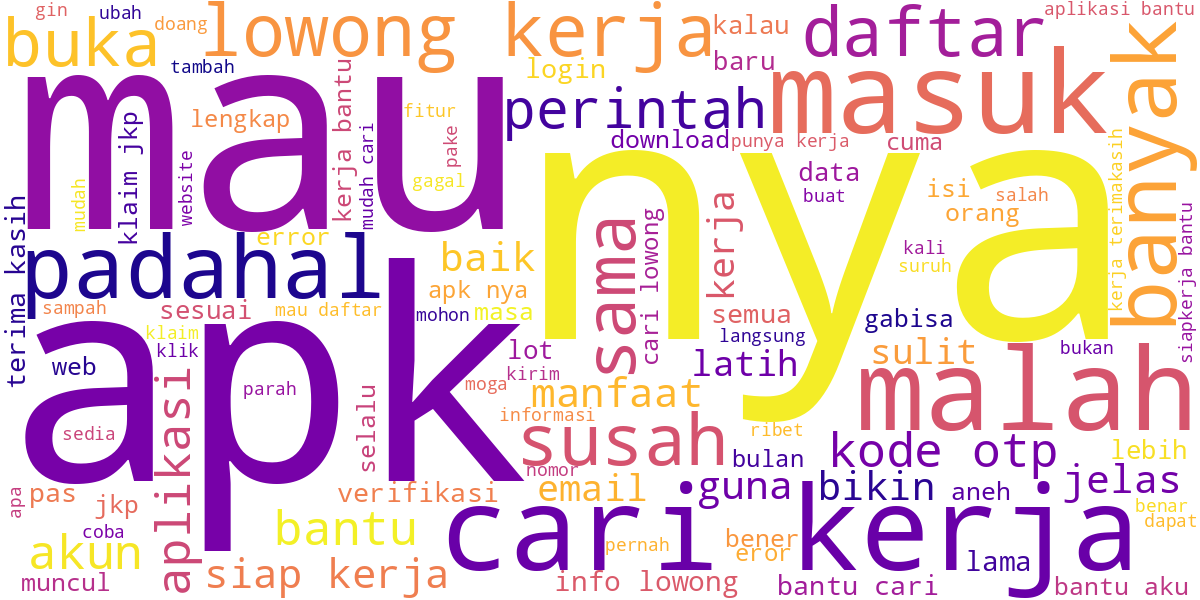 gin
ubah
doang
lowong kerja
kalau
daftar
aplikasi bantu
buka
tambah
login
baru
masuk
banyak
mau
lengkap
kerja bantu
fitur
perintah
download
punya kerja
cuma
nya
klaim jkp
website
mudah
mudah cari
pake
gagal
data
buat
isi
salah
orang
kerja terimakasih
terima kasih
padahal
error
baik
sama
cari lowong
kerja
kali
suruh
siapkerja bantu
sampah
sesuai
mau daftar
apk nya
mohon
masa
semua
langsung
gabisa
bukan
apk
klaim
klik
web
lot
kirim
latih
sulit
malah
parah
moga
manfaat
informasi
susah
ribet
kode otp
lebih
sedia
aplikasi
selalu
nomor
bulan
jelas
apa
pas
jkp
verifikasi
email
guna
bikin
aneh
benar
dapat
coba
bantu
cari kerja
pernah
bener
eror
lama
akun
muncul
siap kerja
info lowong
bantu cari
bantu aku